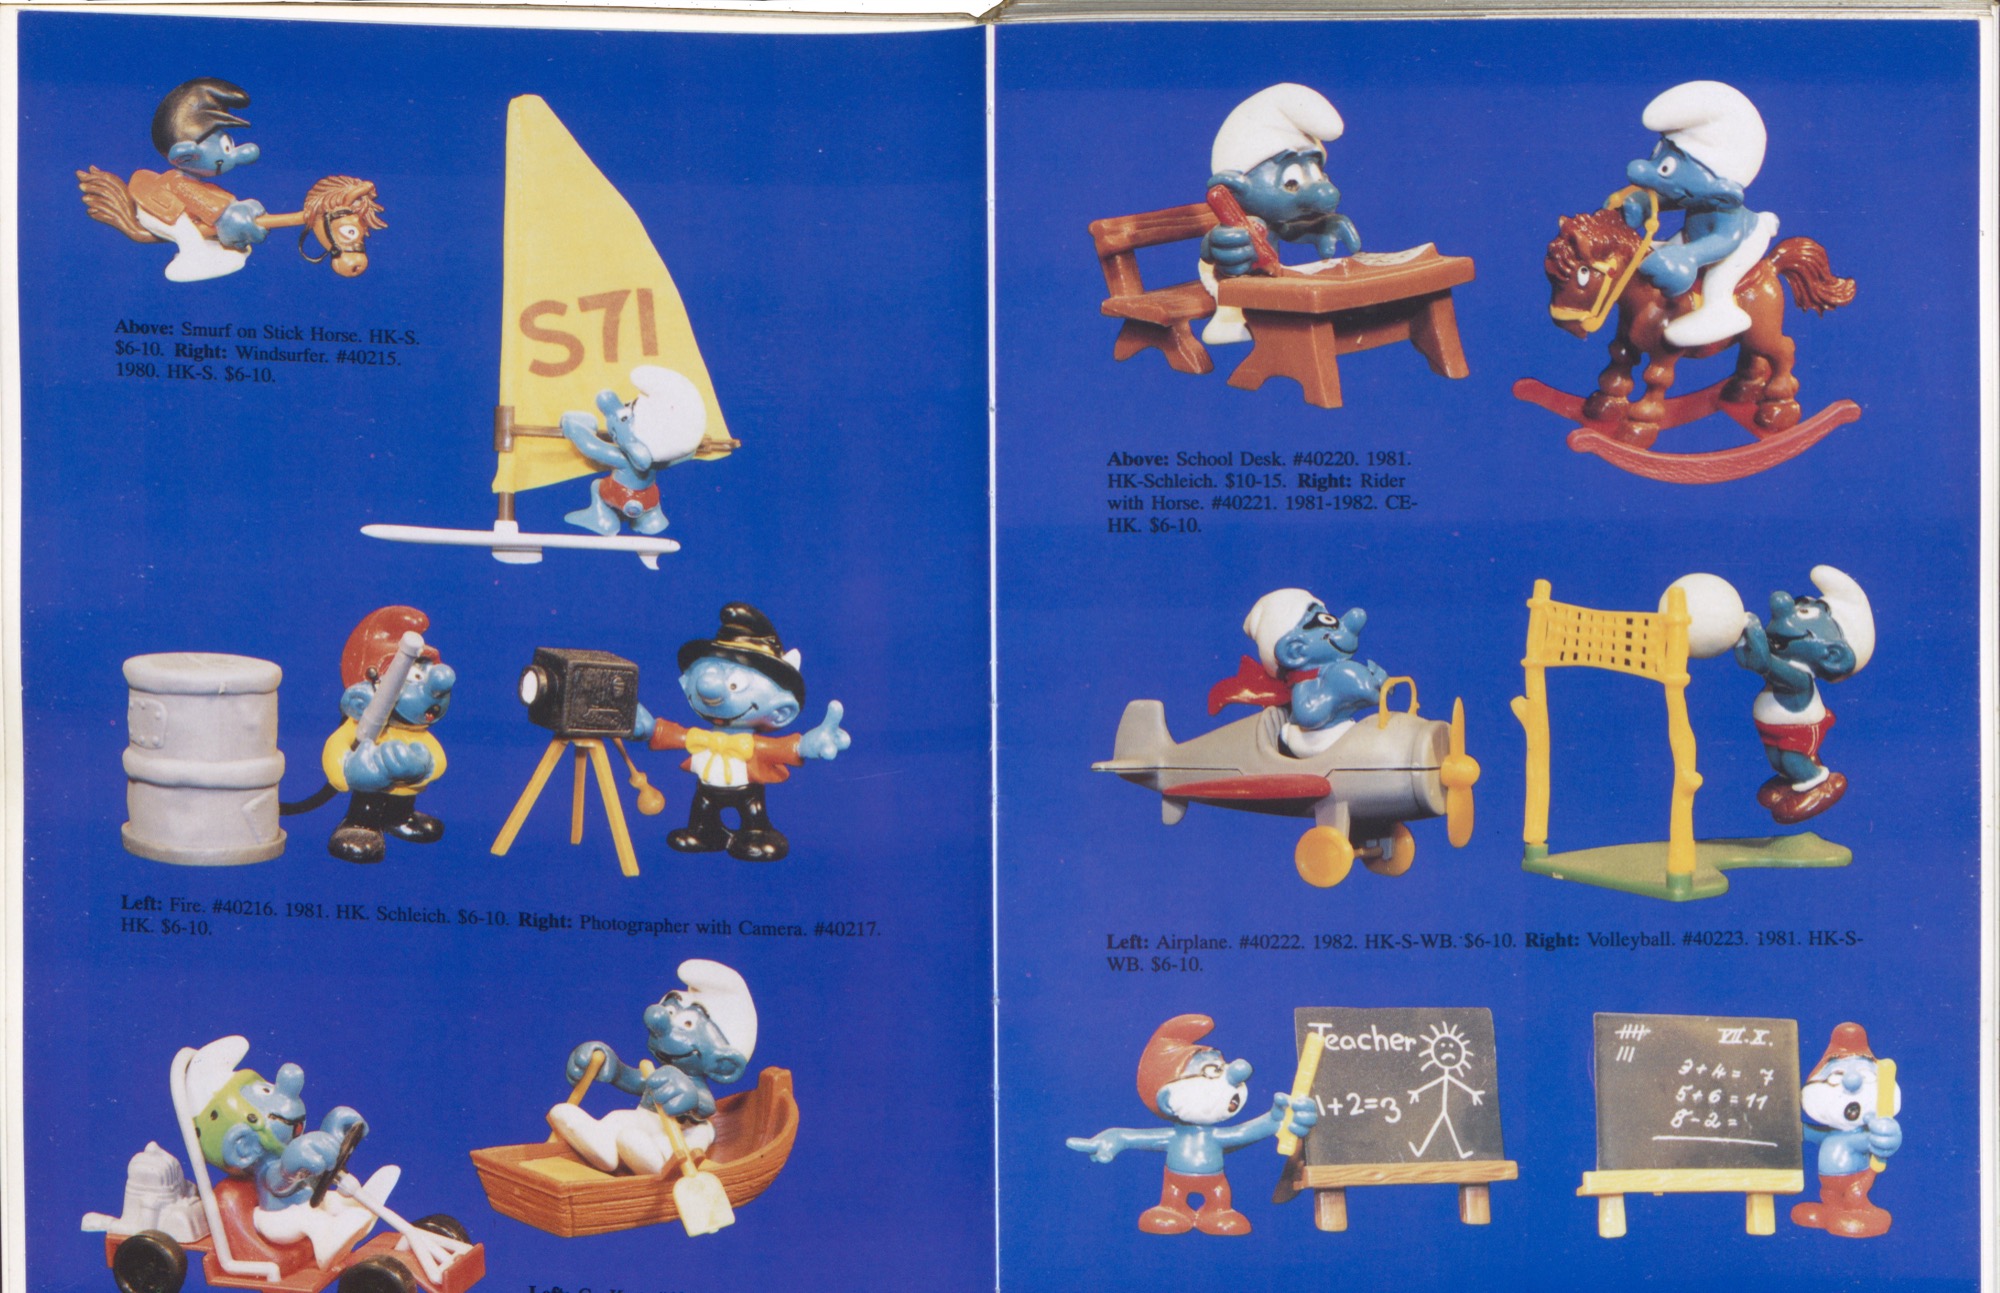 Above: Smurf on Stick Horse. HK-S.
$6-10. Right: Windsurfer. #40215.
1980. HK-S. $6-10.
S71
Left: Fire. #40216. 1981. HK. Schleich. $6-10. Right: Photographer with Camera. #40217.
HK. $6-10.
Above: School Desk. #40220. 1981.
HK-Schleich. $10-15. Right: Rider
with Horse. #40221. 1981-1982. CE-
HK. $6-10.
Left: Airplane. #40222. 1982. HK-S-WB. $6-10. Right: Volleyball. #40223. 1981. HK-S-
WB. $6-10.
Teacher
1+2=3
VII.X.
3+4= 7
5+6=11
8-2=